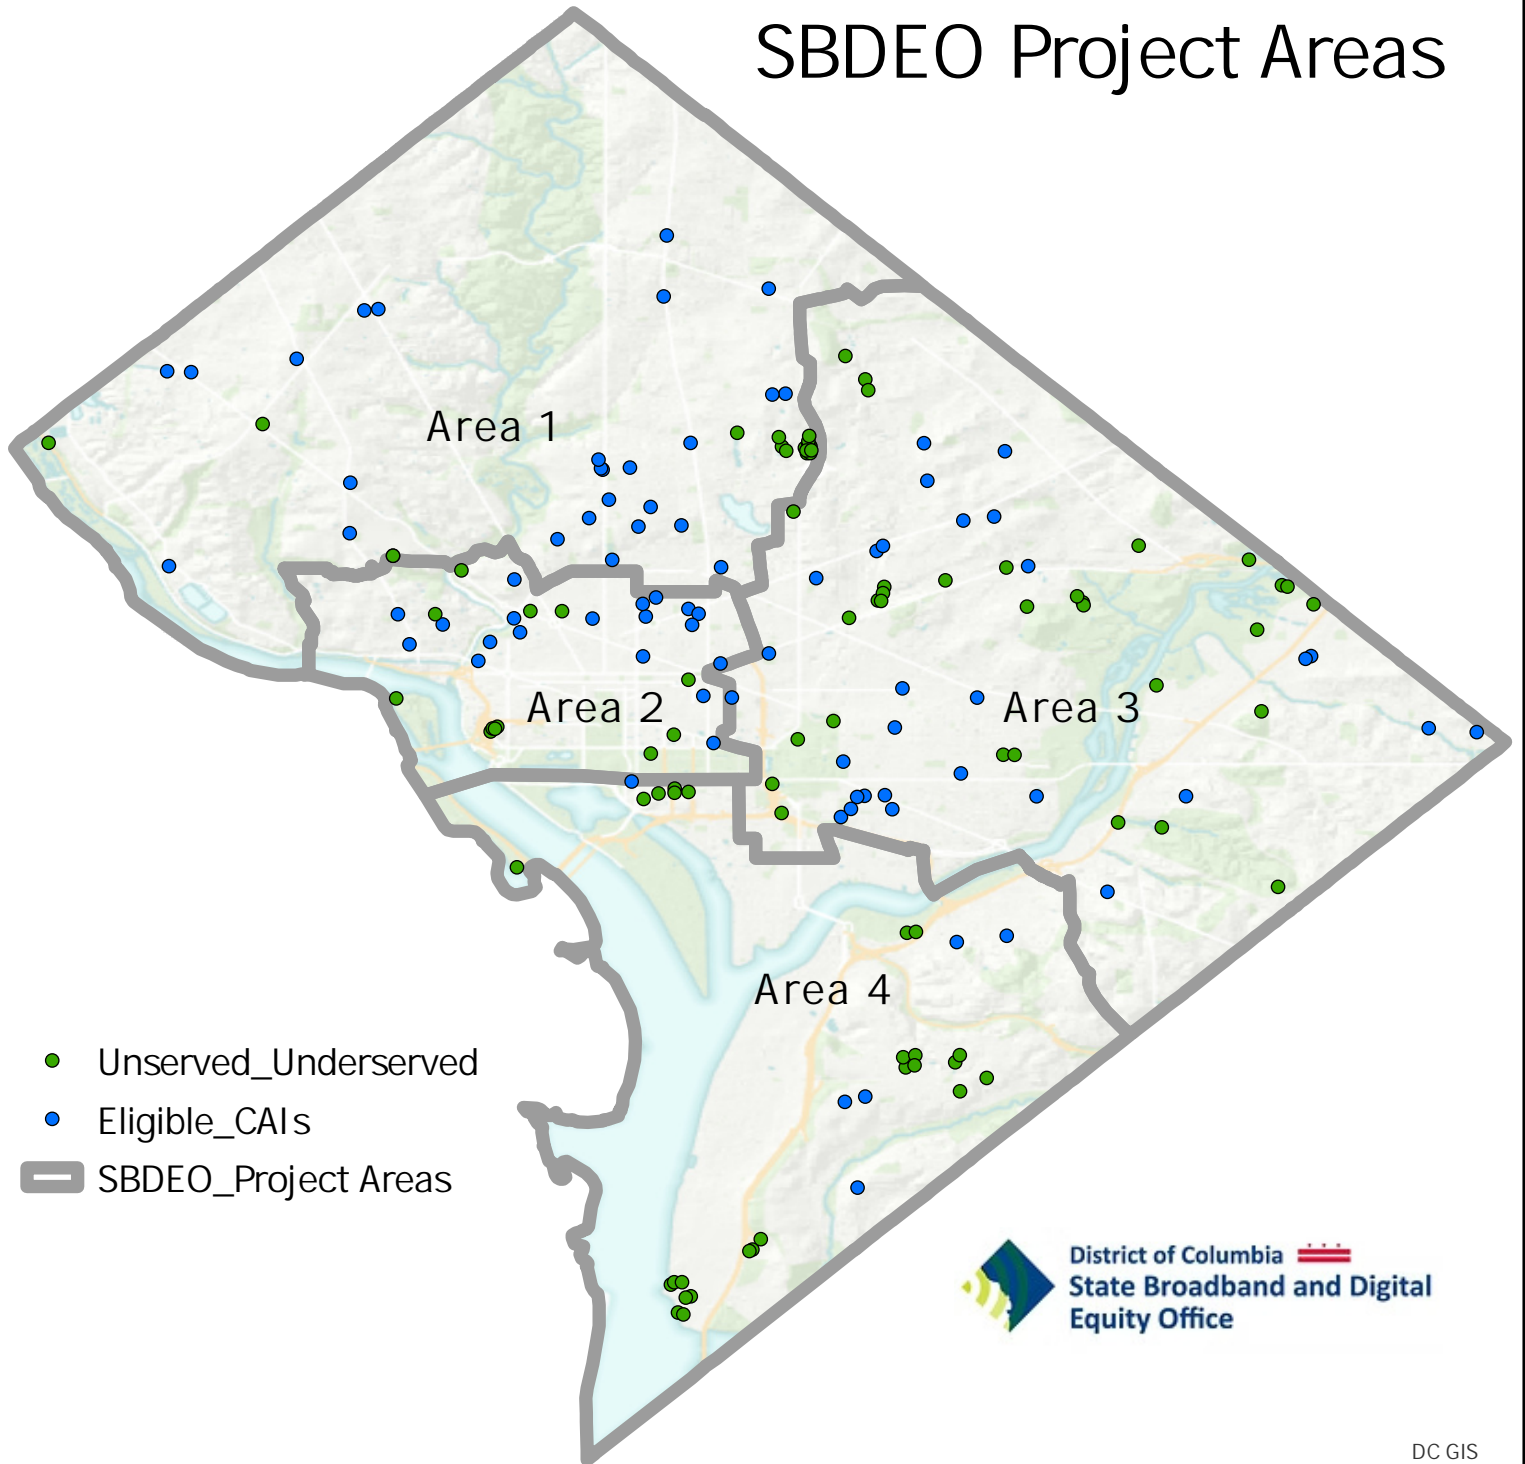 SBDEO Project Areas
Area 1
Area 2
Area 3
Area 4
Unserved_Underserved
Eligible_CAIs
SBDEO_Project Areas
District of Columbia
State Broadband and Digital
Equity Office
DC GIS